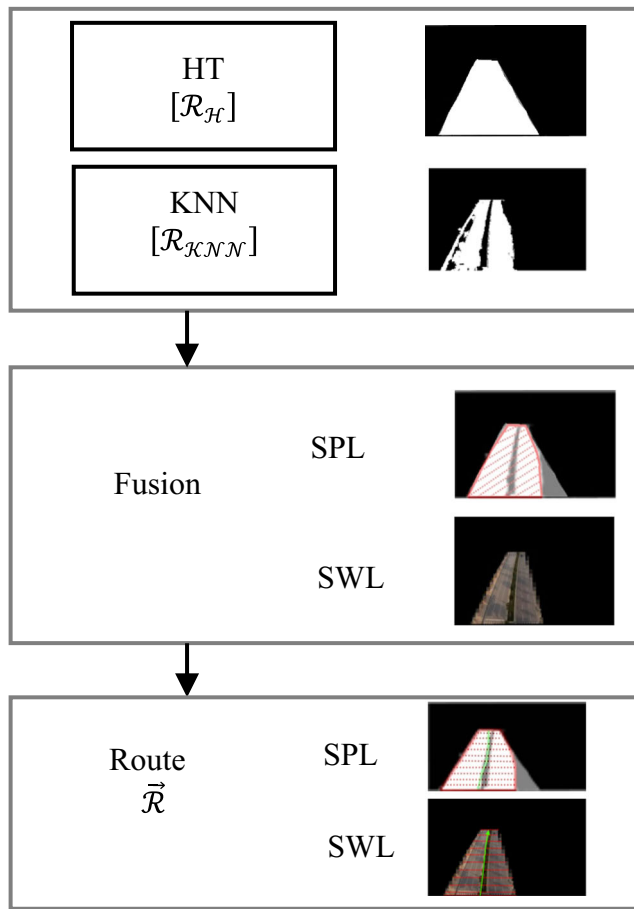 HT
[ℛ_ℋ]
KNN
[ℛ_𝒦𝒩𝒩]
SPL
Fusion
SWL
SPL
Route
ℛ⃗
SWL